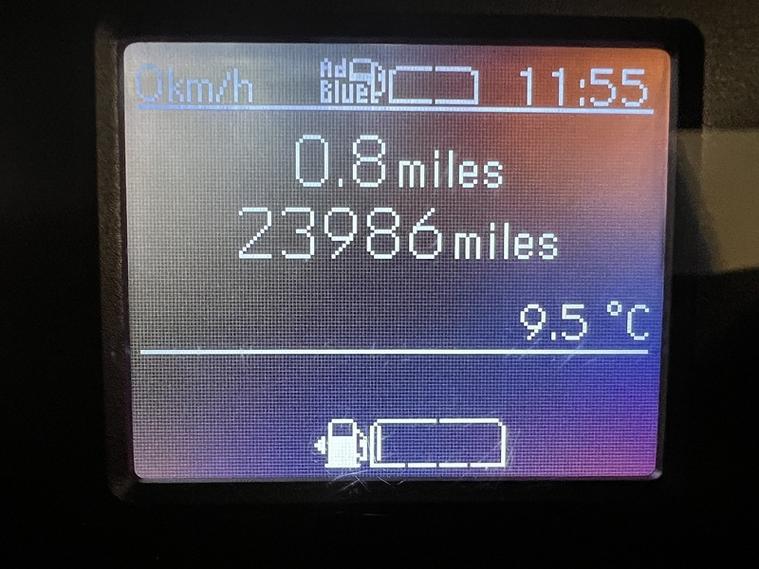 0km/h Ad Blue 11:55
0.8 miles
23986 miles
9.5 °C